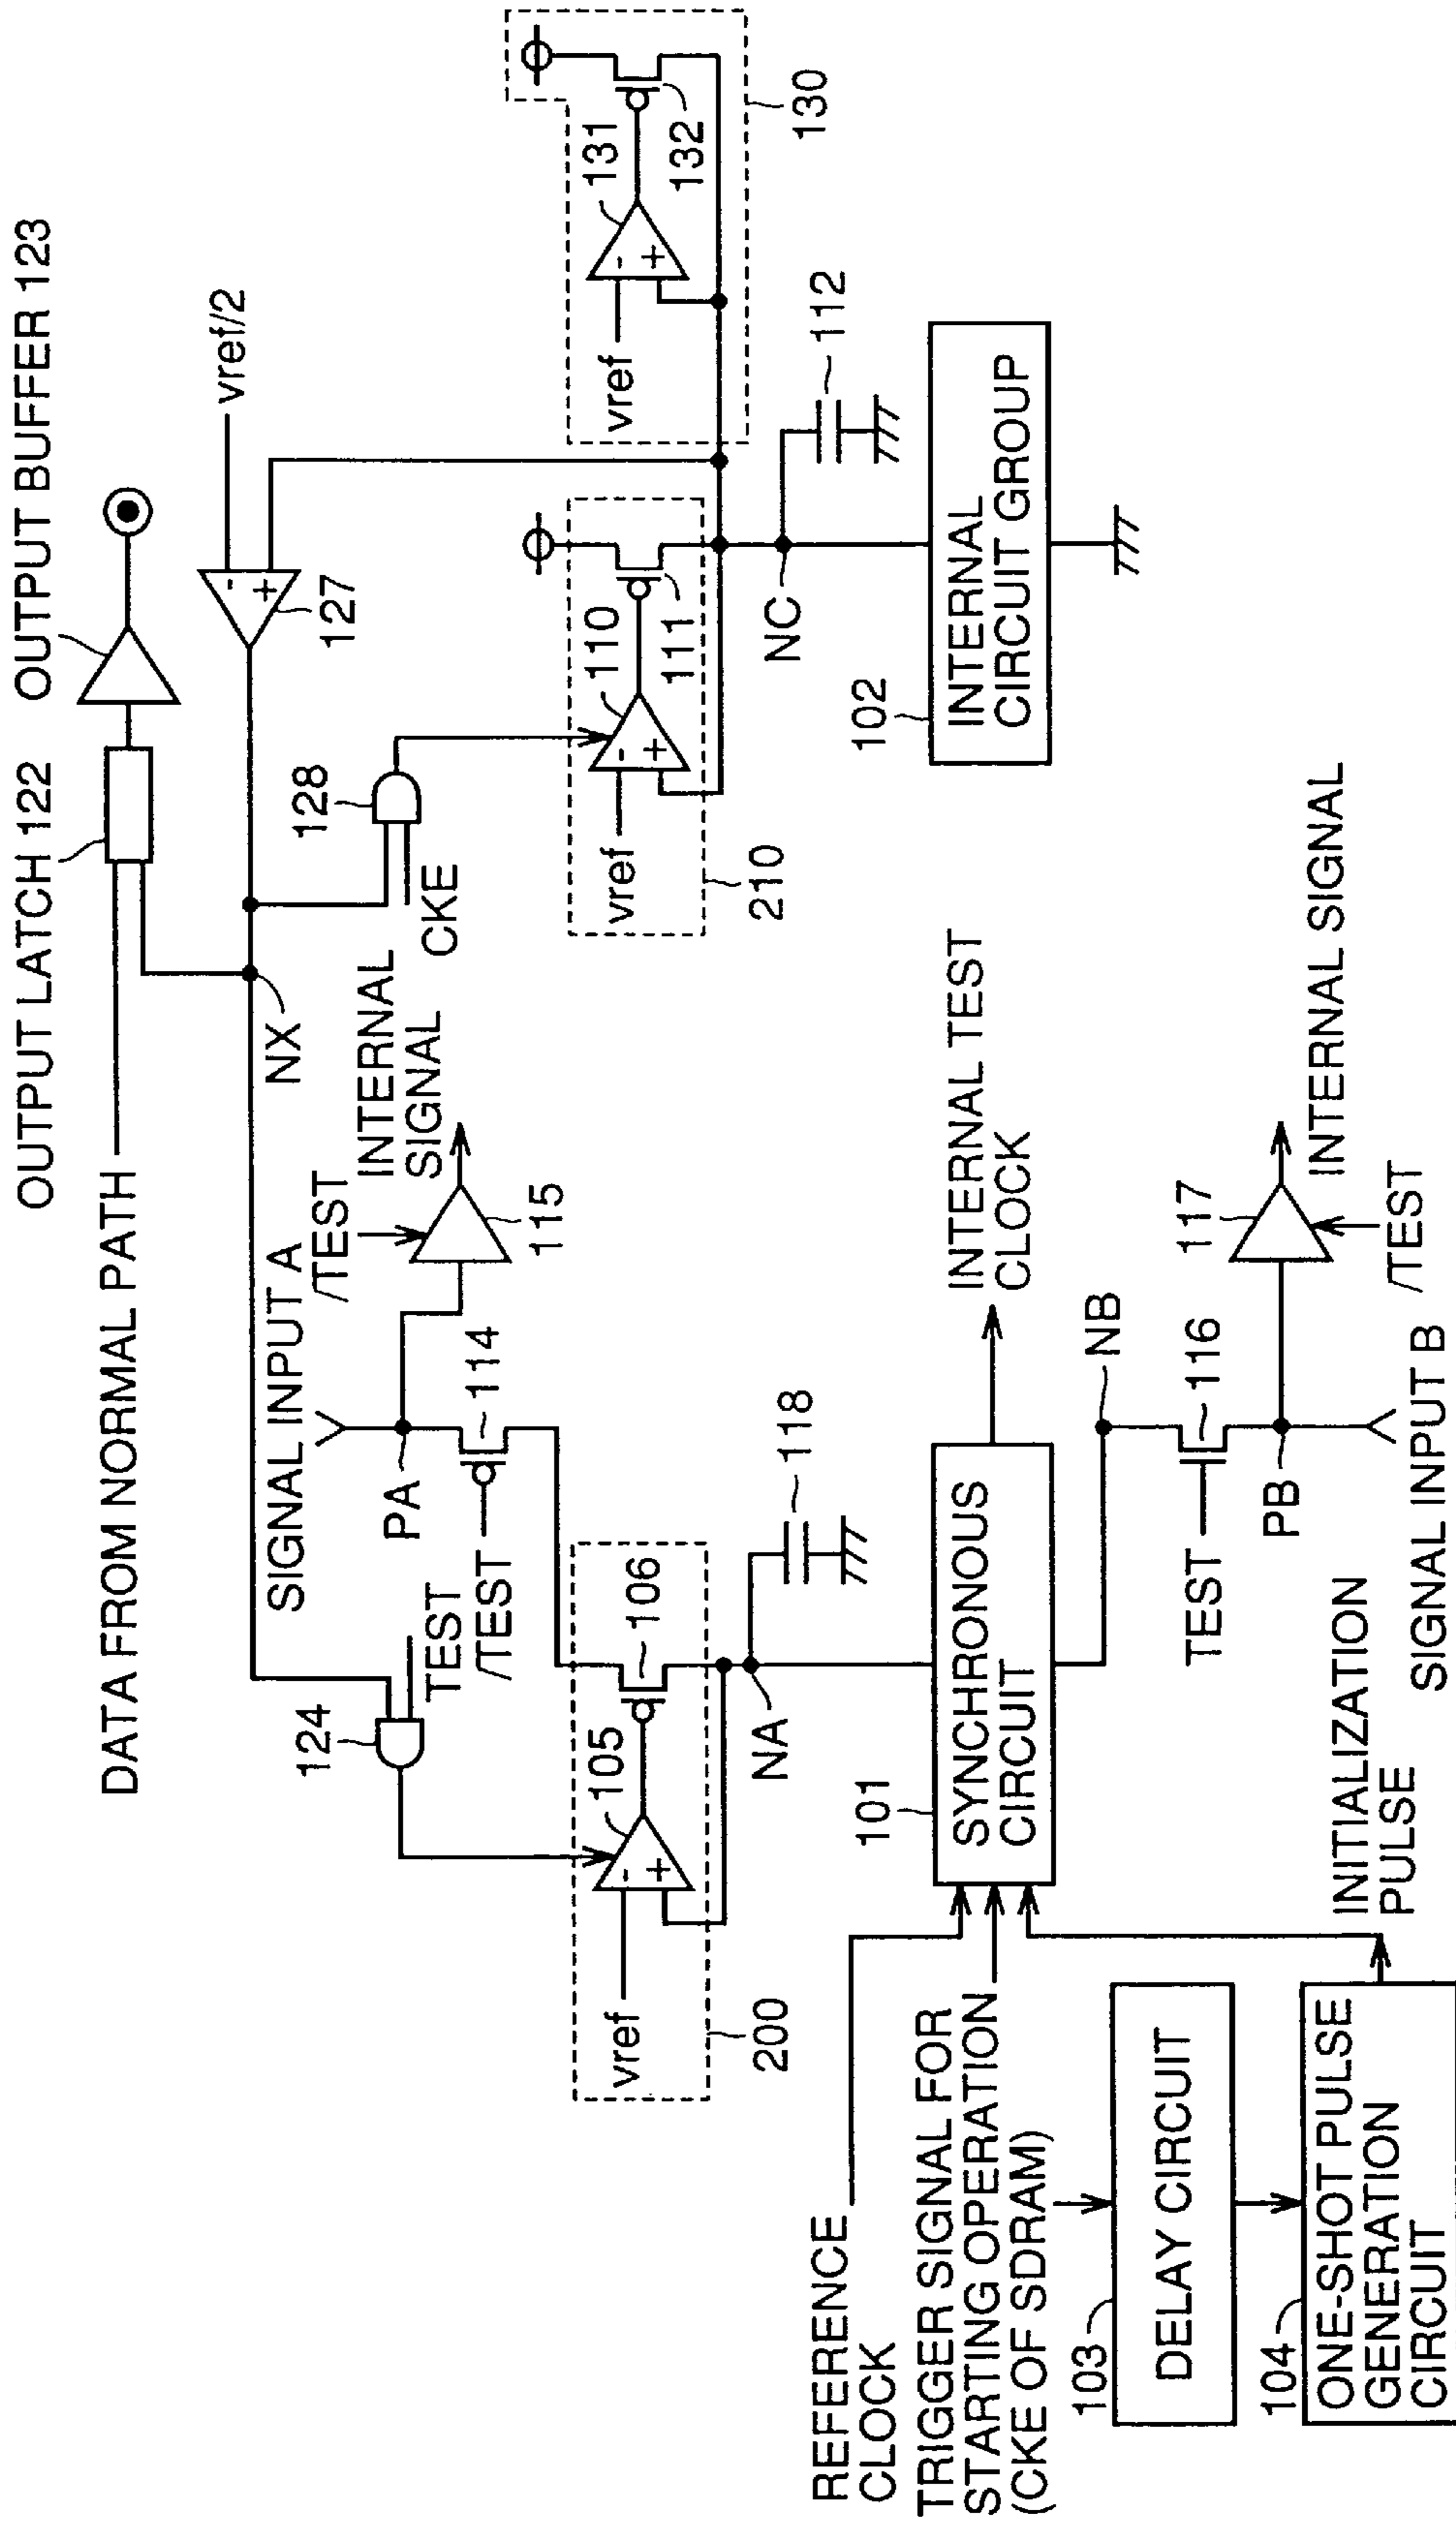 OUTPUT LATCH 122
OUTPUT BUFFER 123
DATA FROM NORMAL PATH
vref/2
-
+
127
NX
124
TEST
SIGNAL INPUT A
/TEST
INTERNAL
SIGNAL
115
PA
114
/TEST
128
CKE
vref
-
+
105
106
200
vref
-
+
110
111
210
vref
-
+
131
132
130
NA
118
NC
112
REFERENCE
CLOCK
TRIGGER SIGNAL FOR
STARTING OPERATION
(CKE OF SDRAM)
101
SYNCHRONOUS
CIRCUIT
INTERNAL TEST
CLOCK
102
INTERNAL
CIRCUIT GROUP
103
DELAY CIRCUIT
104
ONE-SHOT PULSE
GENERATION
CIRCUIT
INITIALIZATION
PULSE
NB
TEST
116
PB
117
INTERNAL SIGNAL
/TEST
SIGNAL INPUT B